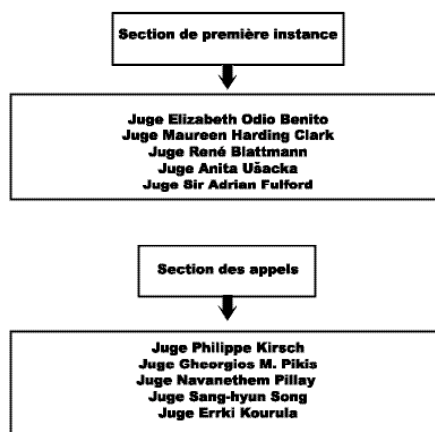 Section de première instance
Juge Elizabeth Odio Benito
Juge Maureen Harding Clark
Juge René Blattmann
Juge Anita Ušacka
Juge Sir Adrian Fulford
Section des appels
Juge Philippe Kirsch
Juge Gheorgios M. Pikis
Juge Navanethem Pillay
Juge Sang-hyun Song
Juge Errki Kourula